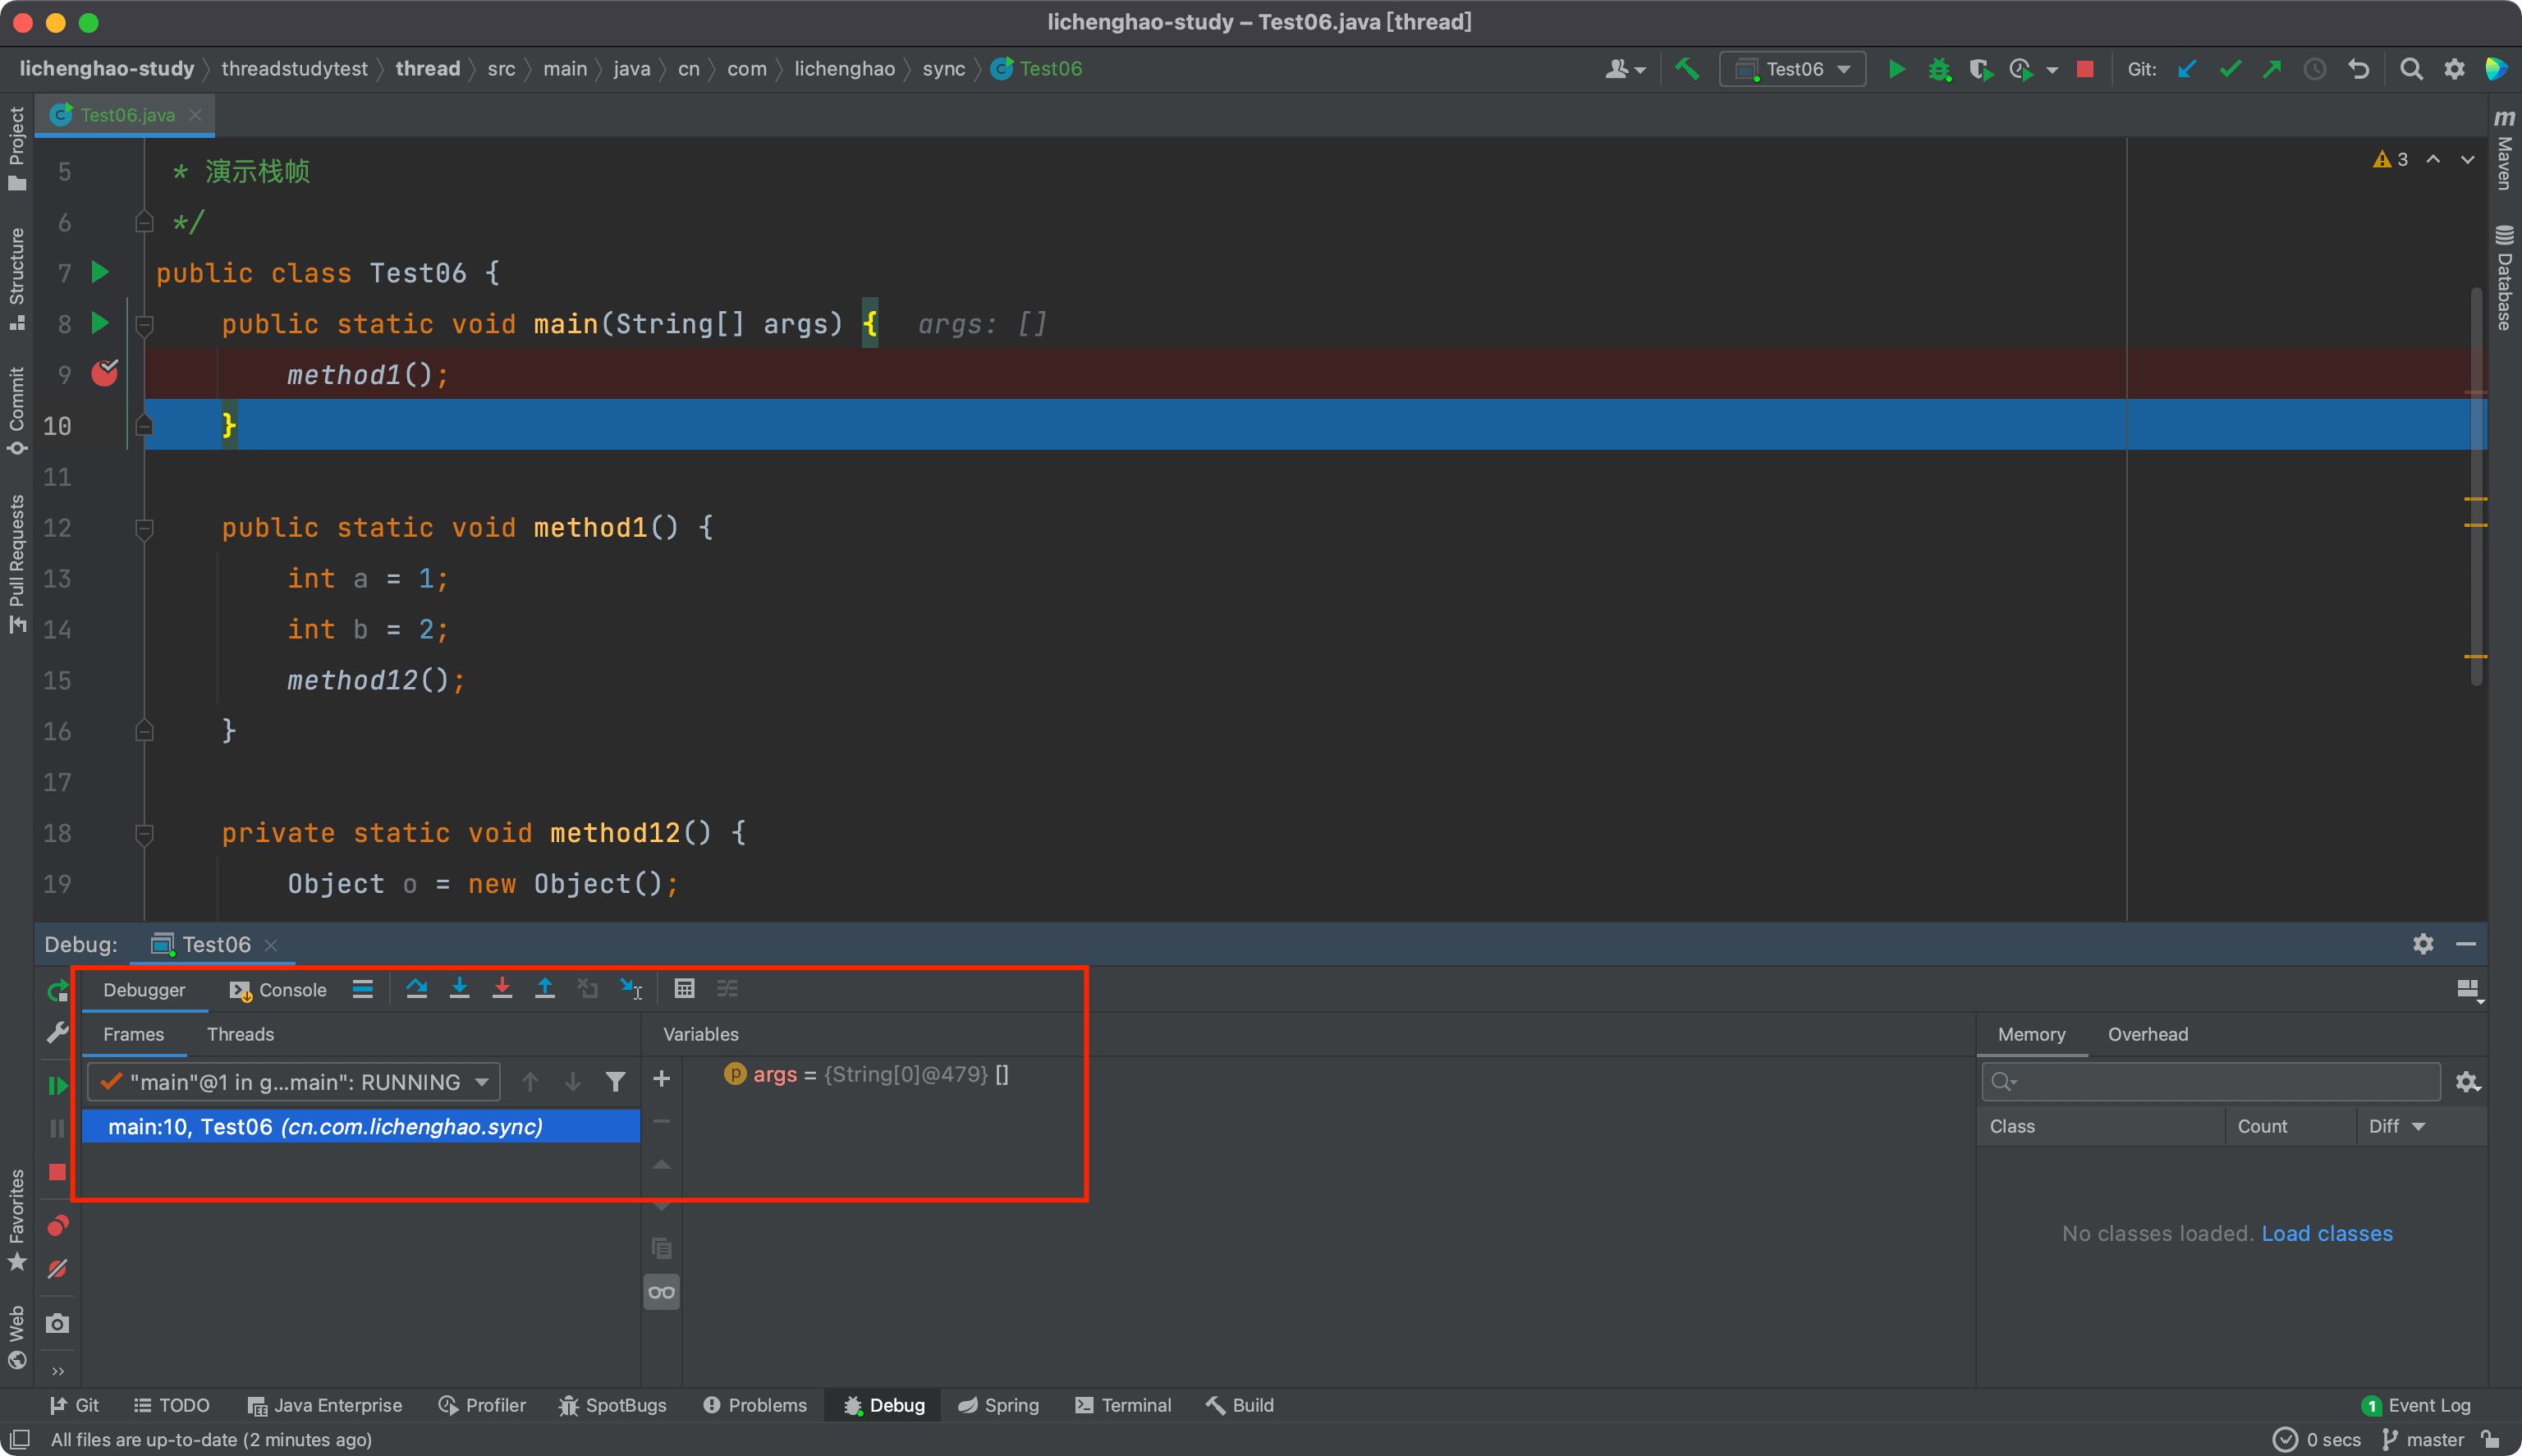 lichenghao-study – Test06.java [thread]
lichenghao-study threadstudytest thread src main java cn com lichenghao sync Test06
Test06
Git:
Test06.java
3
5 * 演示栈帧
6 */
7 public class Test06 {
8 public static void main(String[] args) { args: []
9 method1();
10 }
11
12 public static void method1() {
13 int a = 1;
14 int b = 2;
15 method12();
16 }
17
18 private static void method12() {
19 Object o = new Object();
Project
Structure
Commit
Pull Requests
Favorites
Web
m Maven
Database
Debug: Test06
Debugger Console
Frames Threads Variables Memory Overhead
"main"@1 in g...main": RUNNING
p args = {String[0]@479} []
main:10, Test06 (cn.com.lichenghao.sync)
Class Count Diff
No classes loaded. Load classes
Git TODO Java Enterprise Profiler SpotBugs Problems Debug Spring Terminal Build 1 Event Log
All files are up-to-date (2 minutes ago) 0 secs master